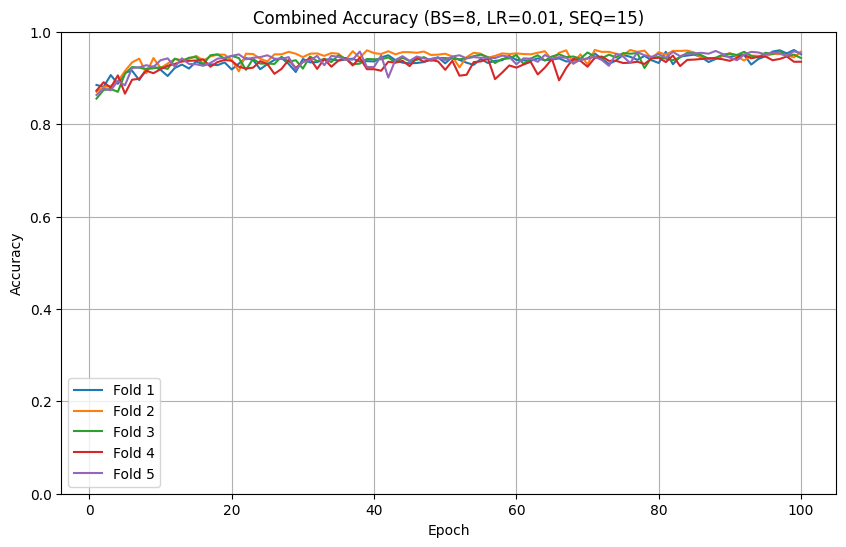 Combined Accuracy (BS=8, LR=0.01, SEQ=15)
1.0
0.8
0.6
0.4
0.2
0.0
Accuracy
Fold 1
Fold 2
Fold 3
Fold 4
Fold 5
0 20 40 60 80 100
Epoch